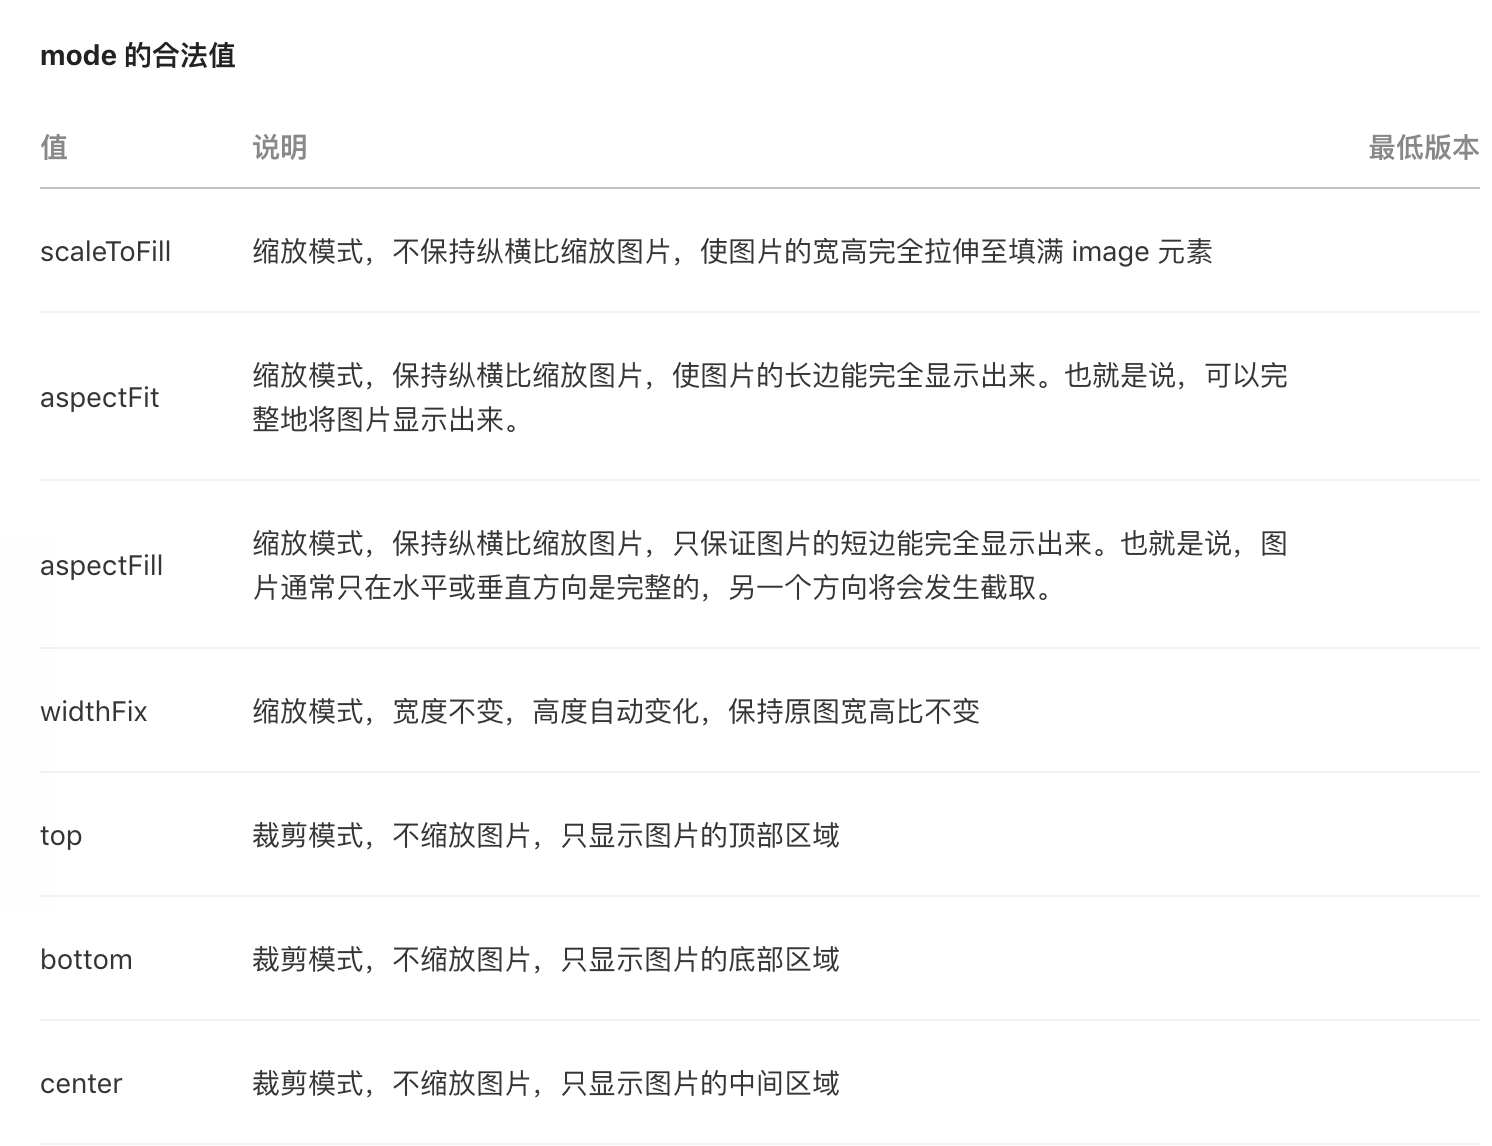 mode 的合法值
值 说明 最低版本
scaleToFill 缩放模式，不保持纵横比缩放图片，使图片的宽高完全拉伸至填满 image 元素
aspectFit 缩放模式，保持纵横比缩放图片，使图片的长边能完全显示出来。也就是说，可以完
整地将图片显示出来。
aspectFill 缩放模式，保持纵横比缩放图片，只保证图片的短边能完全显示出来。也就是说，图
片通常只在水平或垂直方向是完整的，另一个方向将会发生截取。
widthFix 缩放模式，宽度不变，高度自动变化，保持原图宽高比不变
top 裁剪模式，不缩放图片，只显示图片的顶部区域
bottom 裁剪模式，不缩放图片，只显示图片的底部区域
center 裁剪模式，不缩放图片，只显示图片的中间区域